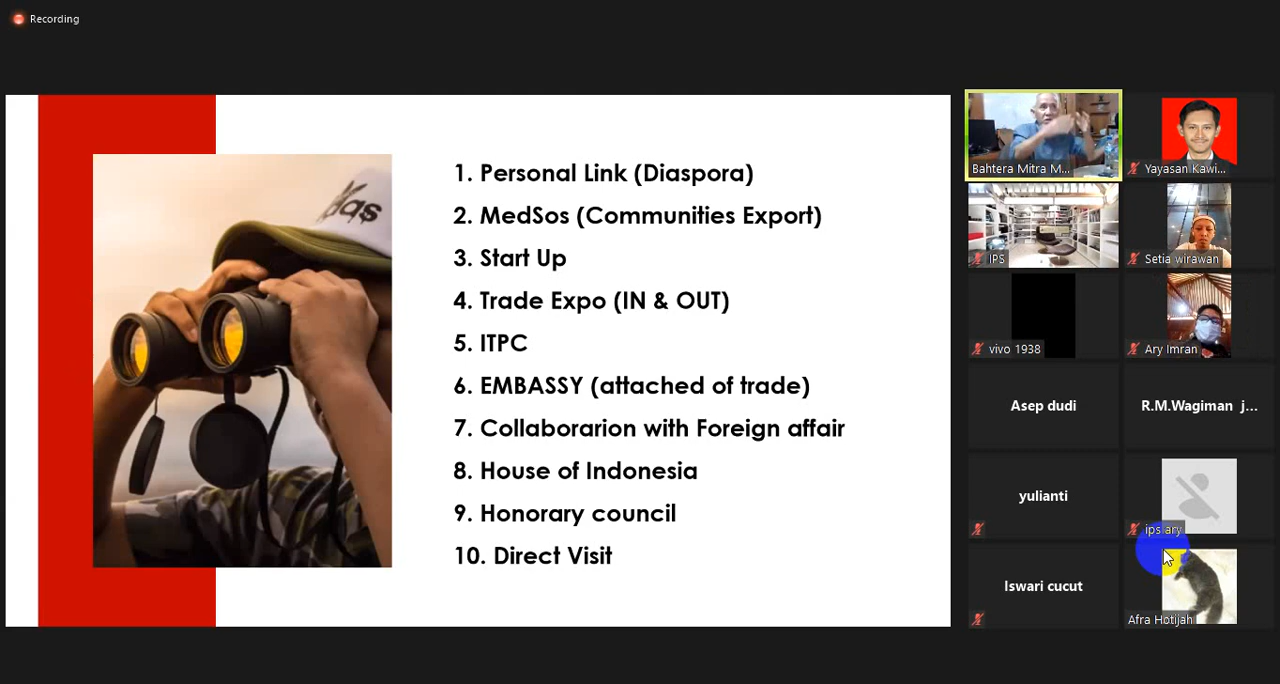 Recording
1. Personal Link (Diaspora)
2. MedSos (Communities Export)
3. Start Up
4. Trade Expo (IN & OUT)
5. ITPC
6. EMBASSY (attached of trade)
7. Collaborarion with Foreign affair
8. House of Indonesia
9. Honorary council
10. Direct Visit
Bahtera Mitra M...
Yayasan Kawi...
IPS
Setia wirawan
vivo 1938
Ary Imran
Asep dudi
R.M.Wagiman j...
yulianti
ips ary
Iswari cucut
Afra Hotijah